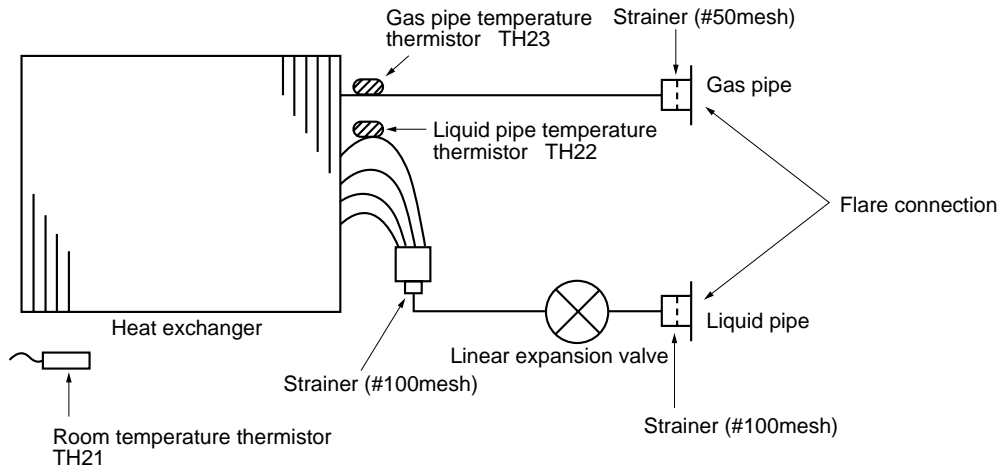 Gas pipe temperature
thermistor TH23
Strainer (#50mesh)
Gas pipe
Liquid pipe temperature
thermistor TH22
Flare connection
Heat exchanger
Liquid pipe
Linear expansion valve
Strainer (#100mesh)
Strainer (#100mesh)
Room temperature thermistor
TH21